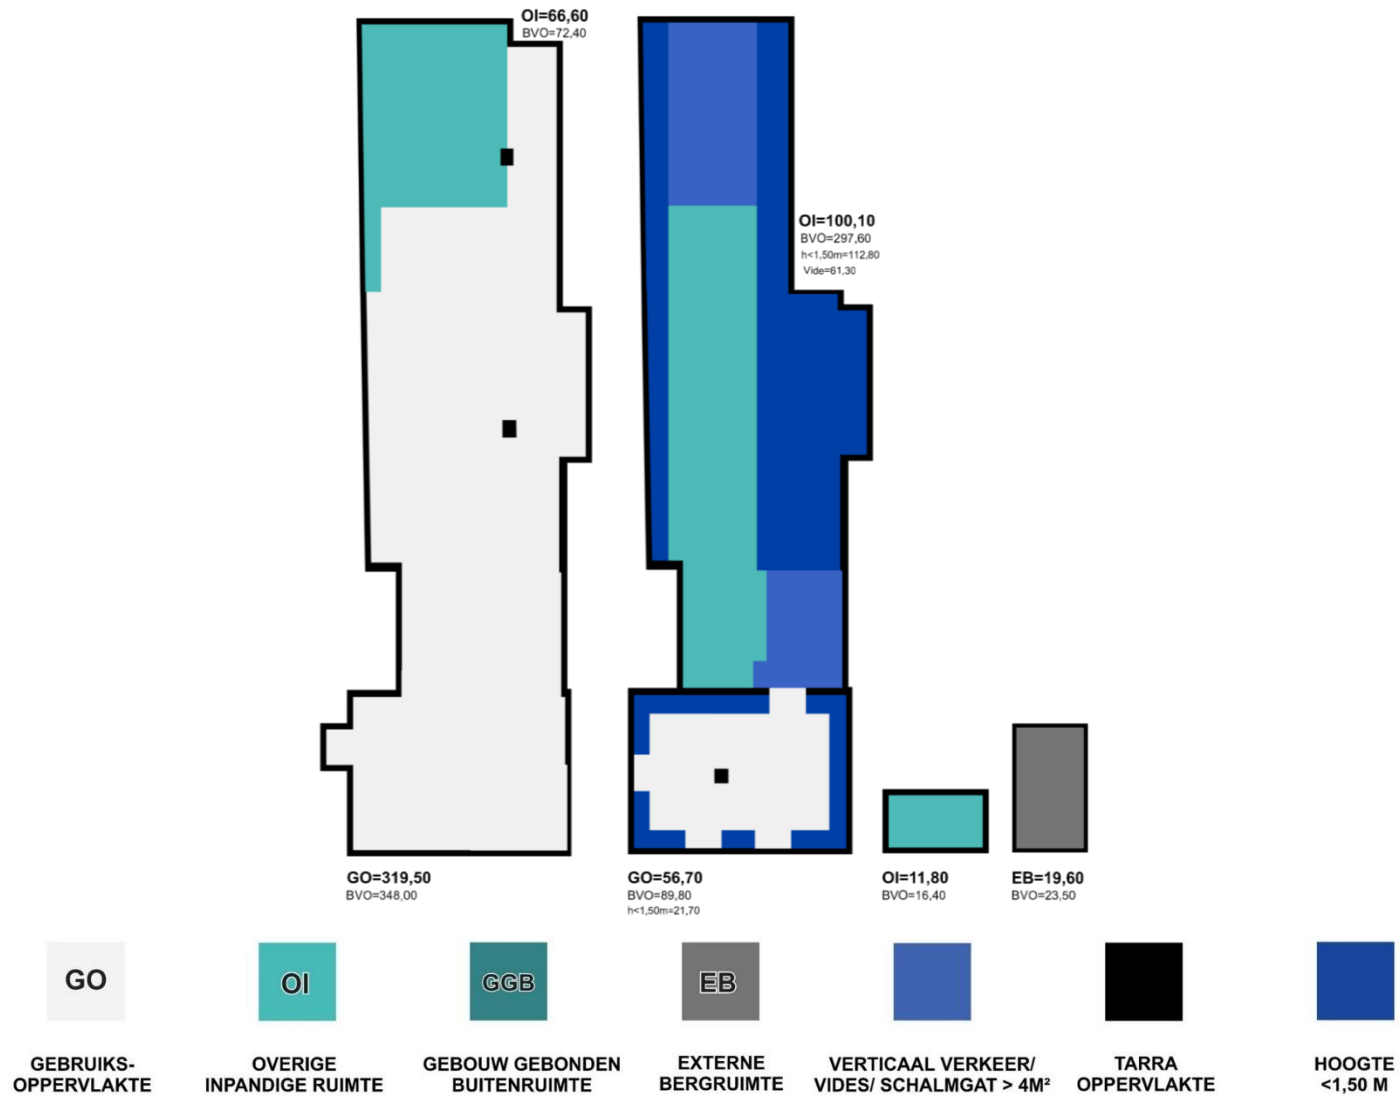 OI=66,60
BVO=72,40
OI=100,10
BVO=297,60
h<1,50m=112,80
Vide=61,30
GO=319,50
BVO=348,00
GO=56,70
BVO=89,80
h<1,50m=21,70
OI=11,80
BVO=16,40
EB=19,60
BVO=23,50
GO
OI
GGB
EB
GEBRUIKS-
OPPERVLAKTE
OVERIGE
INPANDIGE RUIMTE
GEBOUW GEBONDEN
BUITENRUIMTE
EXTERNE
BERGRUIMTE
VERTICAAL VERKEER/
VIDES/ SCHALMGAT > 4M²
TARRA
OPPERVLAKTE
HOOGTE
<1,50 M